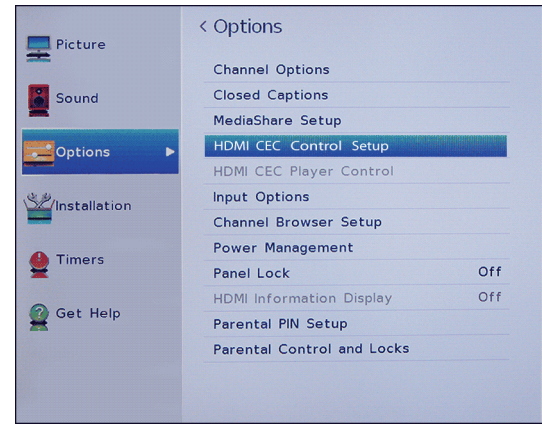 Picture
Sound
Options
Installation
Timers
Get Help
< Options
Channel Options
Closed Captions
MediaShare Setup
HDMI CEC Control Setup
HDMI CEC Player Control
Input Options
Channel Browser Setup
Power Management
Panel Lock Off
HDMI Information Display Off
Parental PIN Setup
Parental Control and Locks